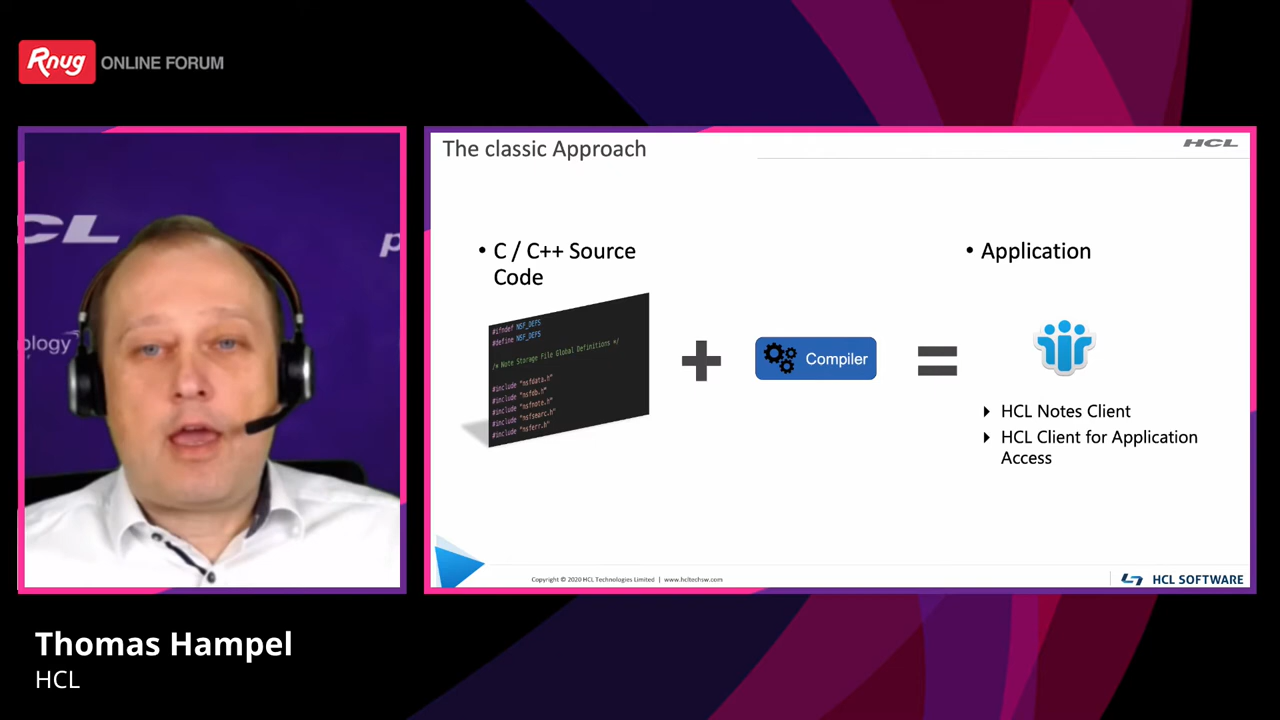 Rnug ONLINE FORUM
CL
p
ology
The classic Approach
HCL
• C / C++ Source
Code
#ifndef NSF_DEFS
#define NSF_DEFS
/* Note Storage File Global Definitions */
#include "nsfdata.h"
#include "nsfdb.h"
#include "nsfnote.h"
#include "nsfsearc.h"
#include "nsferr.h"
+
Compiler
=
• Application
HCL Notes Client
HCL Client for Application
Access
Copyright © 2020 HCL Technologies Limited | www.hcltechsw.com
HCL SOFTWARE
Thomas Hampel
HCL